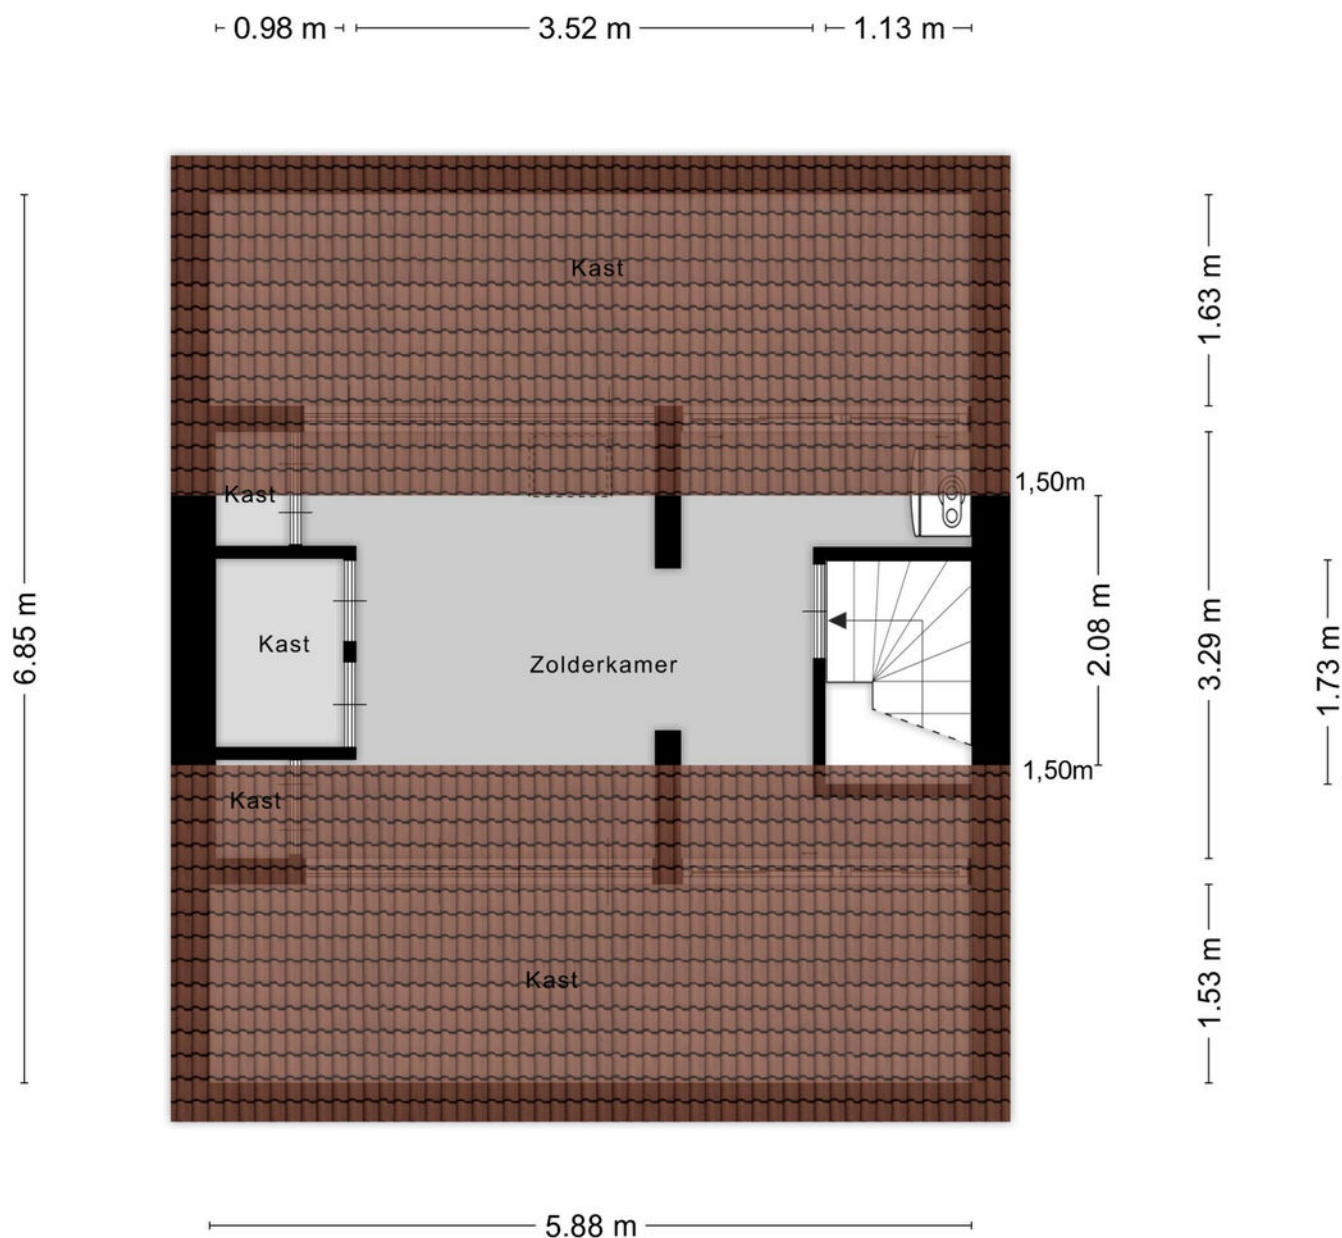 0.98 m 3.52 m 1.13 m
Kast
1.63 m
1,50m
Kast
6.85 m
Kast
Zolderkamer
2.08 m
3.29 m
1.73 m
1,50m
Kast
Kast
1.53 m
5.88 m